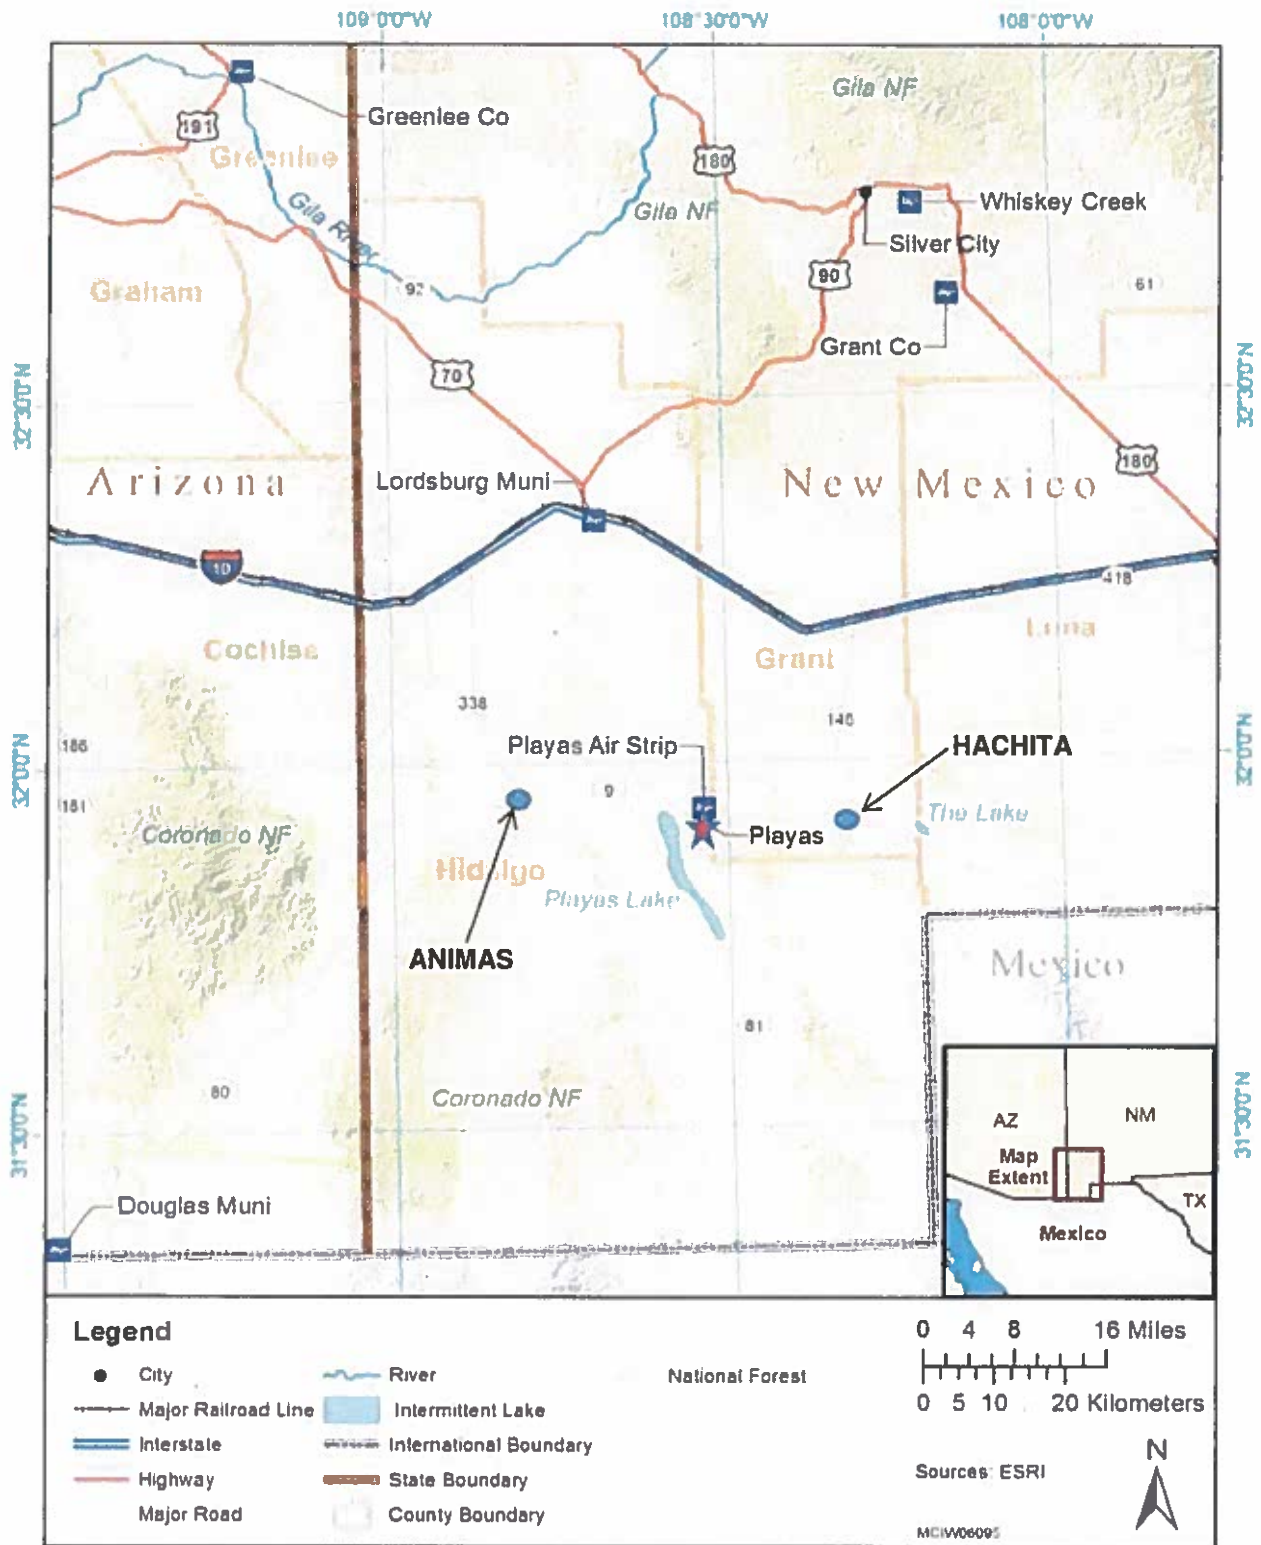 109°0'0"W
108°30'0"W
108°0'0"W
Gila NF
Greenlee Co
191
Greenlee
180
Gila River
Gila NF
Whiskey Creek
Silver City
90
Graham
92
61
Grant Co
70
32°30'0"N
32°30'0"N
Arizona
Lordsburg Muni
New Mexico
180
10
418
Cochise
Grant
Luna
338
146
186
Playas Air Strip
HACHITA
32°0'0"N
32°0'0"N
181
9
The Lake
Coronado NF
Playas
Hidalgo
Playas Lake
ANIMAS
Mexico
81
80
Coronado NF
31°30'0"N
31°30'0"N
AZ
NM
Map
Extent
TX
Mexico
Douglas Muni
Legend
City
Major Railroad Line
Interstate
Highway
Major Road
River
Intermittent Lake
International Boundary
State Boundary
County Boundary
National Forest
0 4 8 16 Miles
0 5 10 20 Kilometers
N
Sources: ESRI
MCIW06095